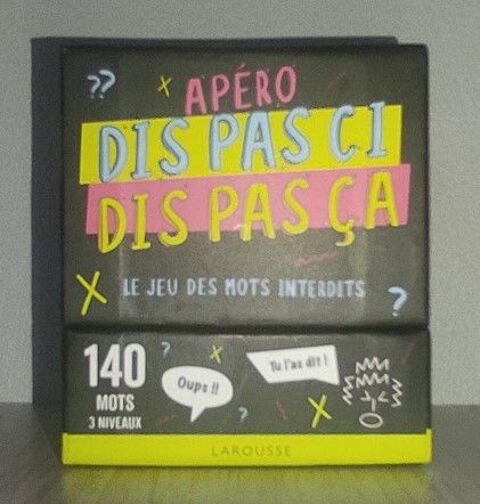 ??
APÉRO
DIS PAS CI
DIS PAS ÇA
LE JEU DES MOTS INTERDITS
?
140
MOTS
3 NIVEAUX
?
Oups !!
?
Tu l'as dit !
LAROUSSE